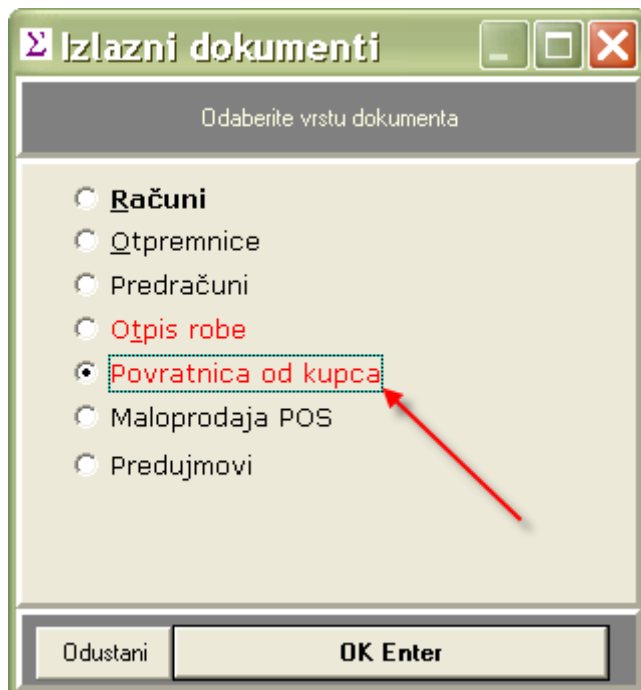 Σ Izlazni dokumenti
Odaberite vrstu dokumenta
Računi
Otpremnice
Predračuni
Otpis robe
Povratnica od kupca
Maloprodaja POS
Predujmovi
Odustani OK Enter